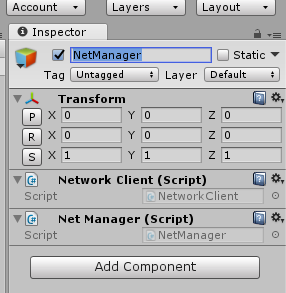 Account Layers Layout
Inspector
NetManager Static
Tag Untagged Layer Default
Transform
P X 0 Y 0 Z 0
R X 0 Y 0 Z 0
S X 1 Y 1 Z 1
Network Client (Script)
Script NetworkClient
Net Manager (Script)
Script NetManager
Add Component